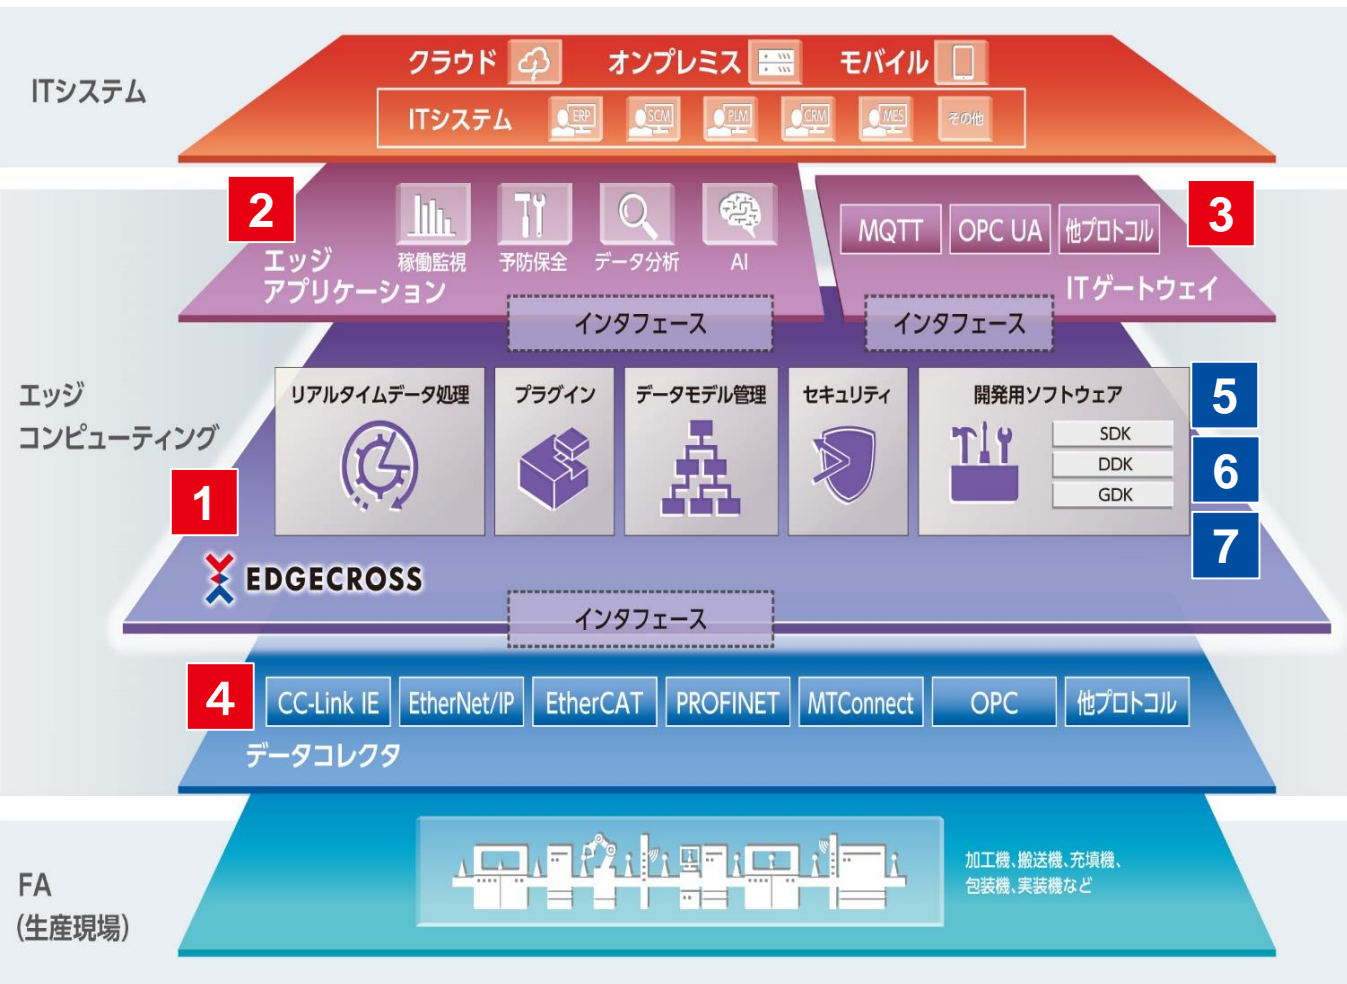 ITシステム
クラウド
オンプレミス
モバイル
ITシステム
ERP
SCM
PLM
CRM
MES
その他
2
エッジ
アプリケーション
稼働監視
予防保全
データ分析
AI
MQTT
OPC UA
他プロトコル
3
ITゲートウェイ
インタフェース
インタフェース
エッジ
コンピューティング
リアルタイムデータ処理
プラグイン
データモデル管理
セキュリティ
開発用ソフトウェア
SDK
DDK
GDK
5
6
7
1
EDGECROSS
インタフェース
4
CC-Link IE
EtherNet/IP
EtherCAT
PROFINET
MTConnect
OPC
他プロトコル
データコレクタ
FA
（生産現場）
加工機、搬送機、充填機、
包装機、実装機など